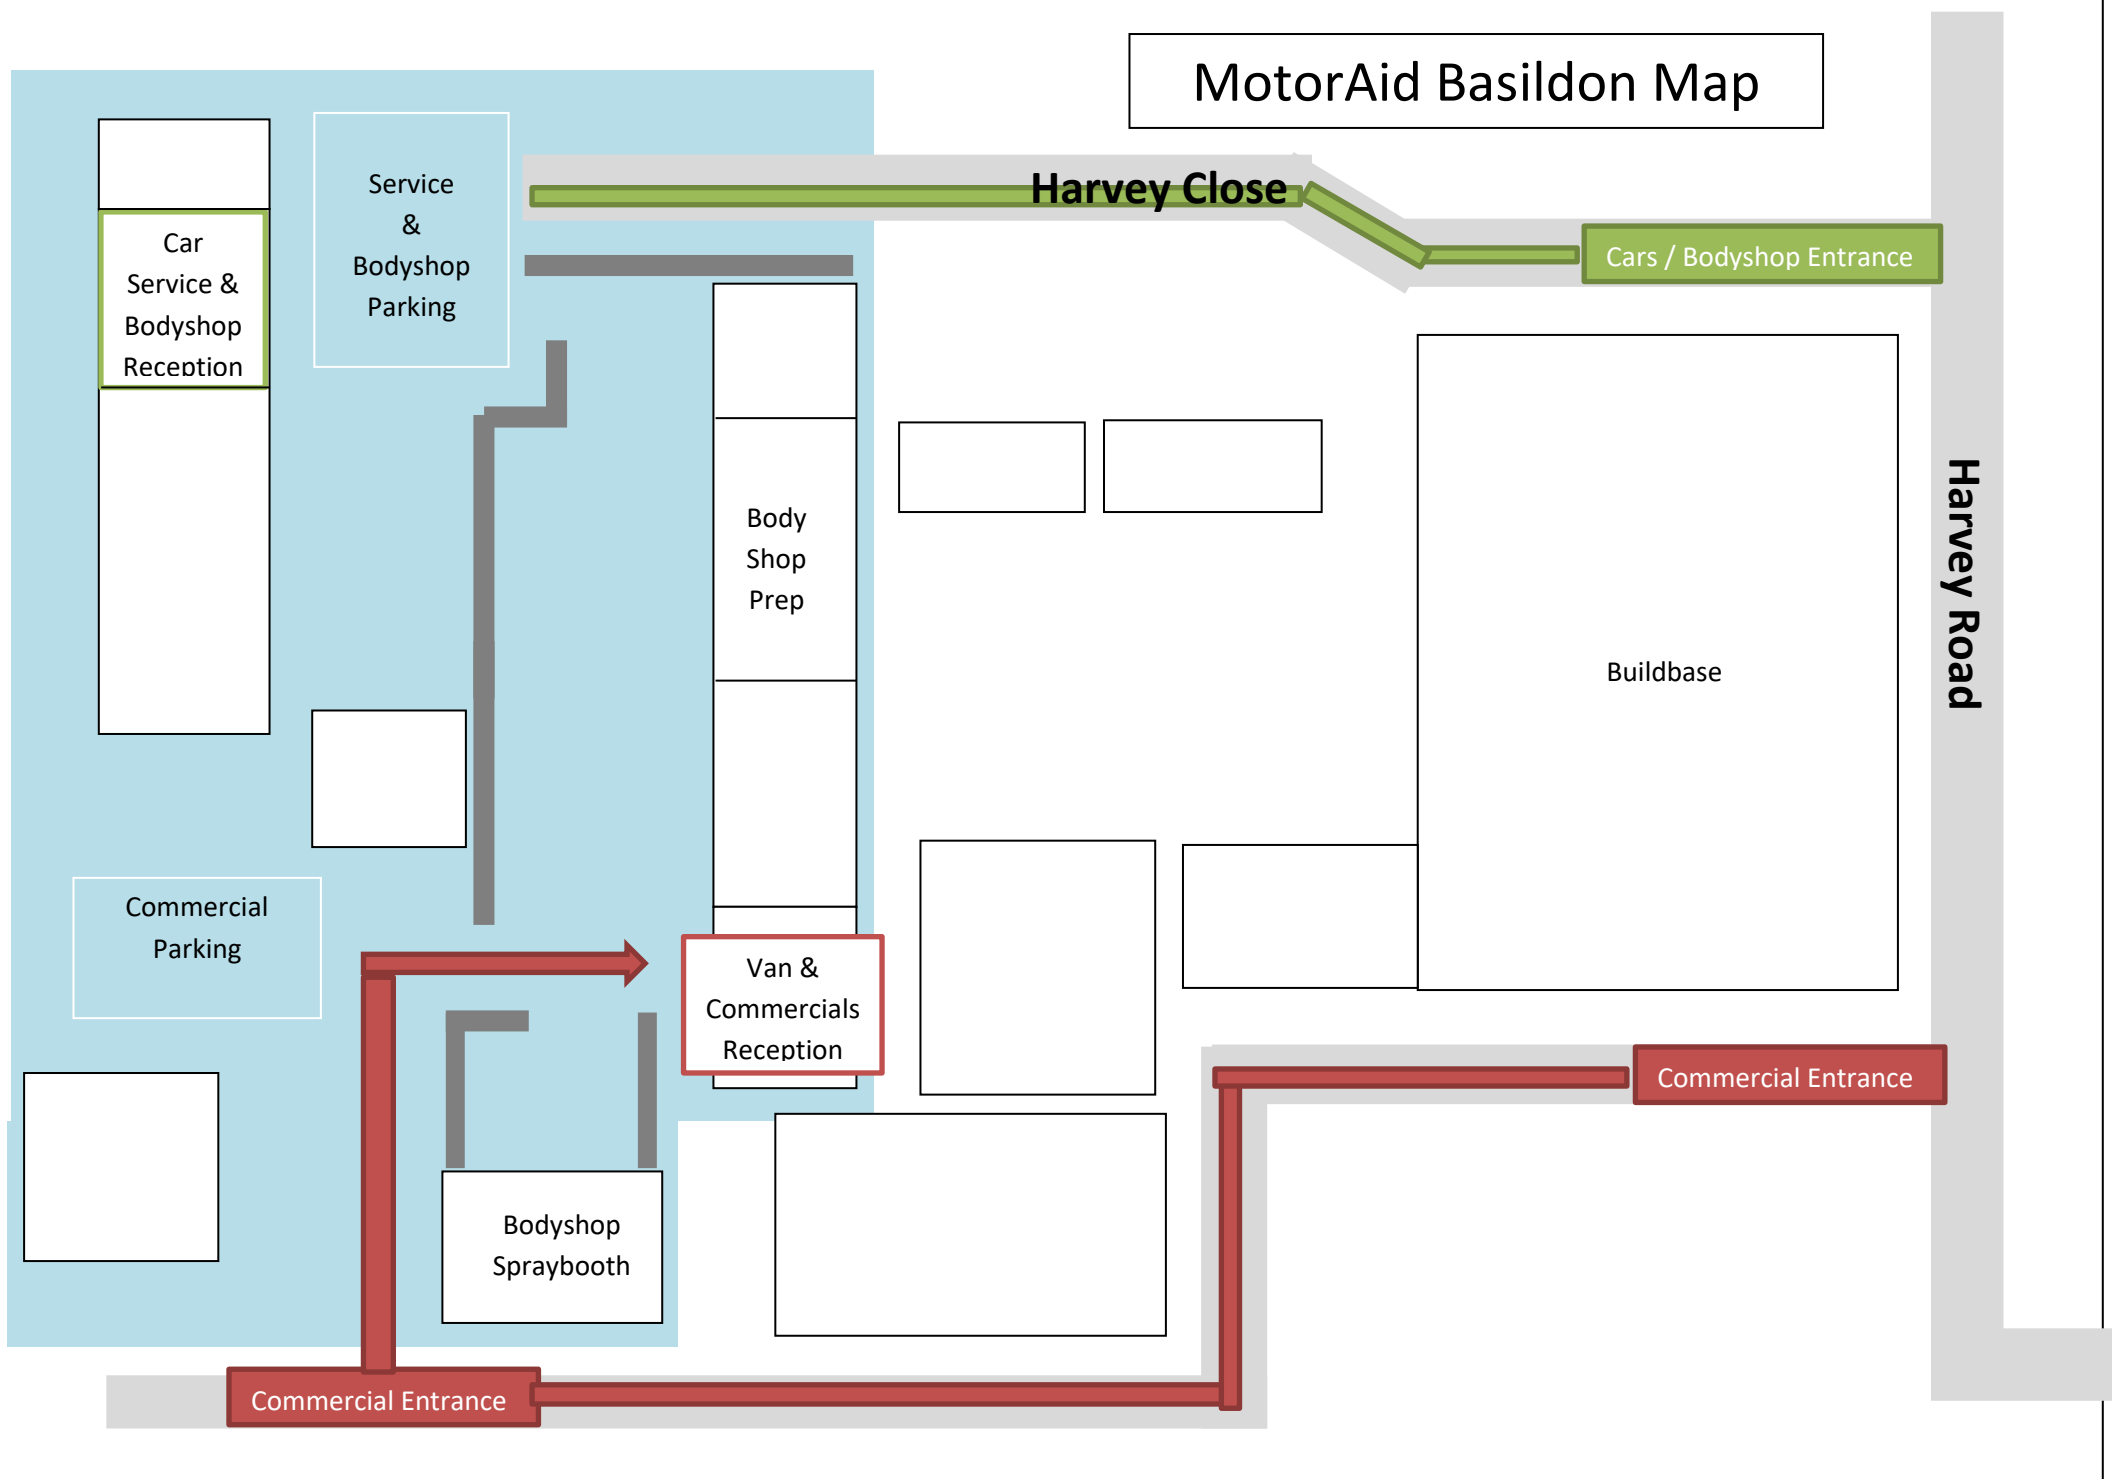 MotorAid Basildon Map
Service
&
Bodyshop
Parking
Harvey Close
Car
Service &
Bodyshop
Reception
Cars / Bodyshop Entrance
Body
Shop
Prep
Harvey Road
Buildbase
Commercial
Parking
Van &
Commercials
Reception
Commercial Entrance
Bodyshop
Spraybooth
Commercial Entrance